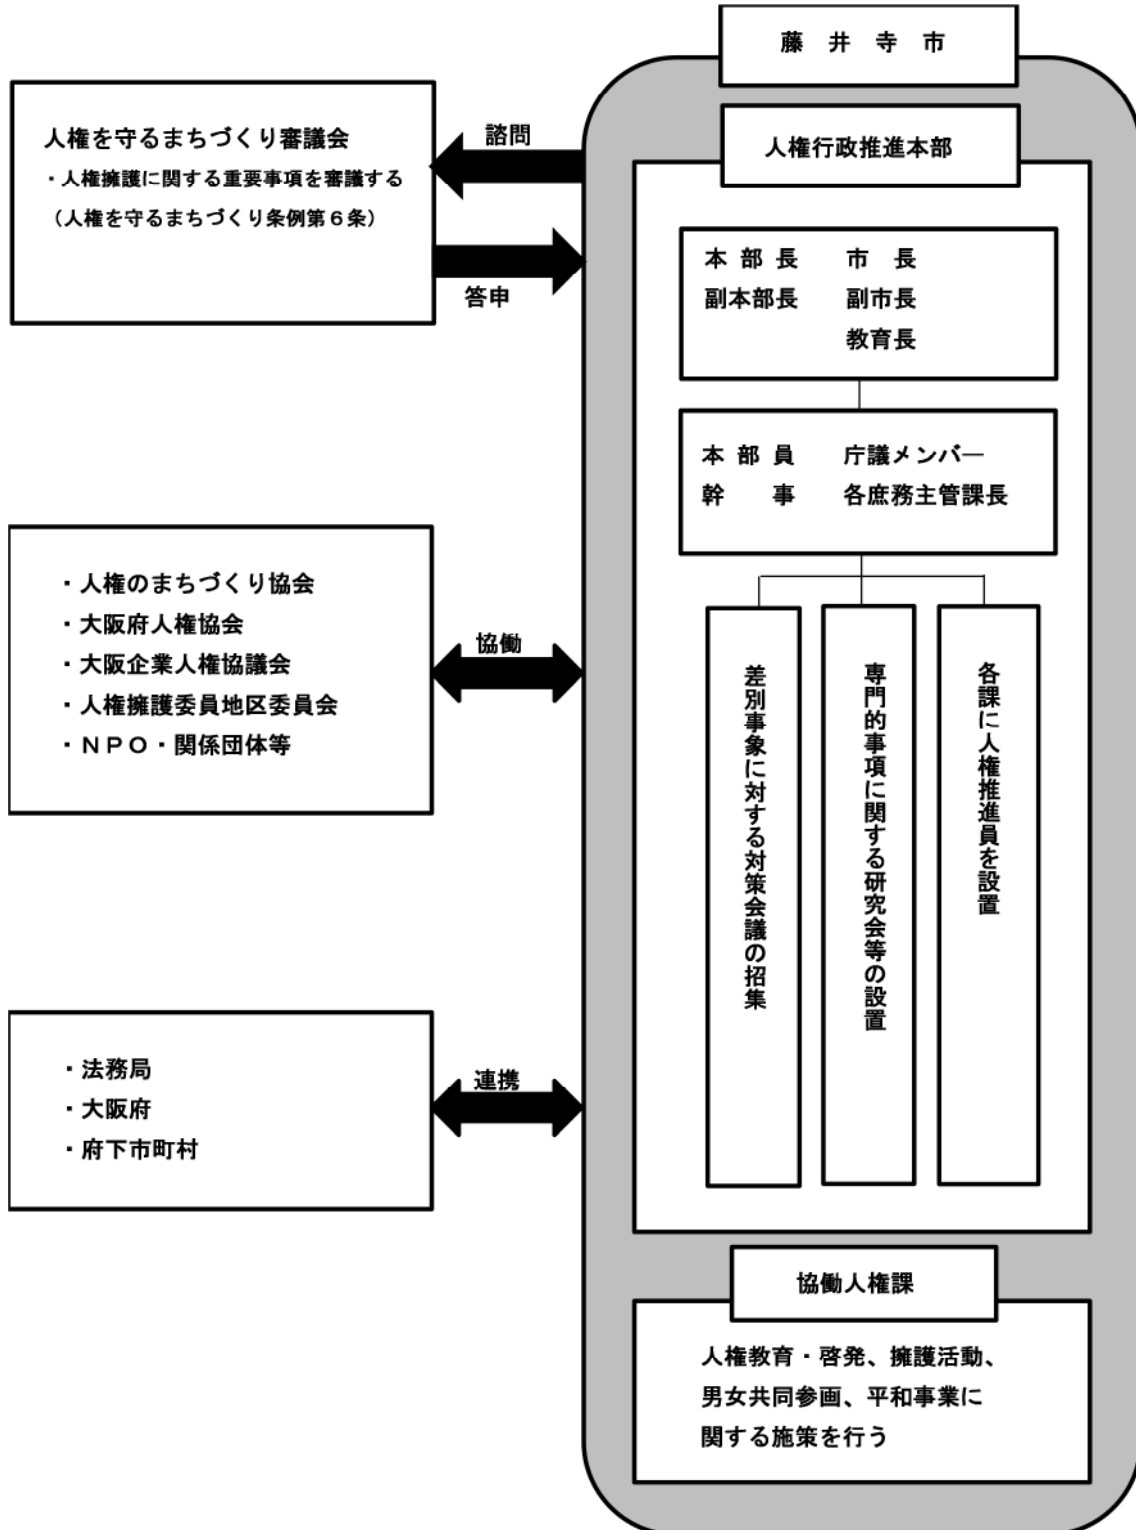 藤井寺市
人権を守るまちづくり審議会
・人権擁護に関する重要事項を審議する
（人権を守るまちづくり条例第６条）
諮問
答申
人権行政推進本部
本部長　市長
副本部長　副市長
教育長
本部員　庁議メンバー
幹事　各庶務主管課長
・人権のまちづくり協会
・大阪府人権協会
・大阪企業人権協議会
・人権擁護委員地区委員会
・ＮＰＯ・関係団体等
協働
差別事象に対する対策会議の招集
専門的事項に関する研究会等の設置
各課に人権推進員を設置
・法務局
・大阪府
・府下市町村
連携
協働人権課
人権教育・啓発、擁護活動、
男女共同参画、平和事業に
関する施策を行う